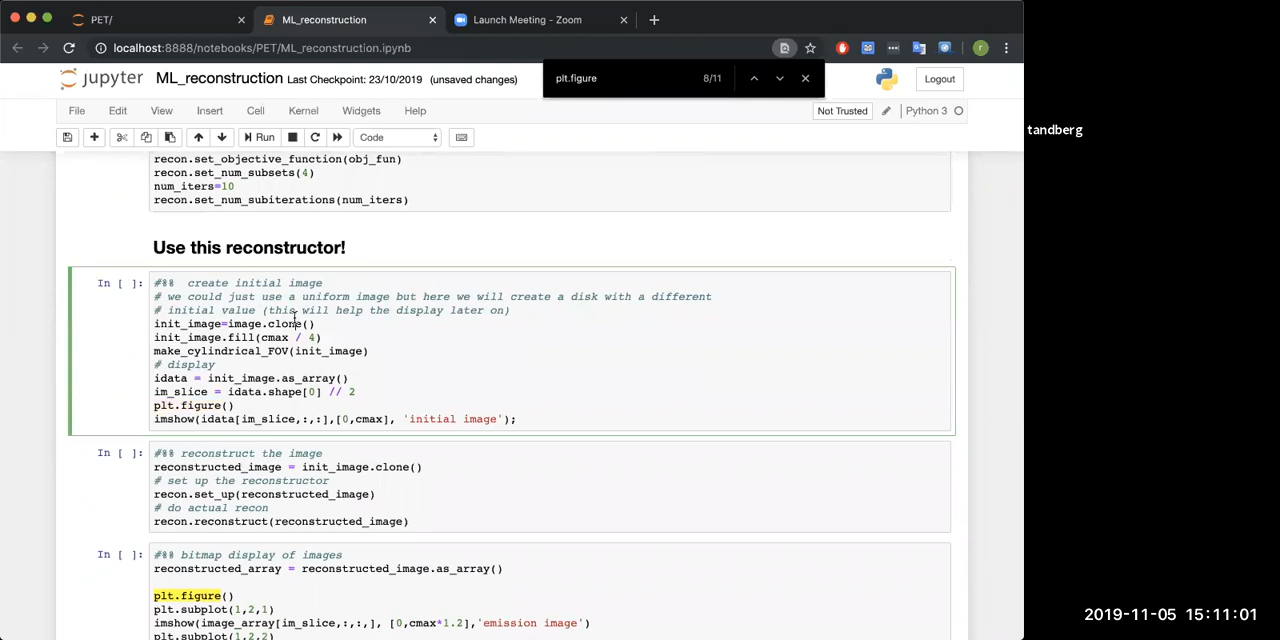 PET/
ML_reconstruction
Launch Meeting - Zoom
localhost:8888/notebooks/PET/ML_reconstruction.ipynb
r
jupyter ML_reconstruction Last Checkpoint: 23/10/2019 (unsaved changes)
plt.figure 8/11
Logout
File Edit View Insert Cell Kernel Widgets Help
Not Trusted
Python 3
Run
Code
tandberg
recon.set_objective_function(obj_fun)
recon.set_num_subsets(4)
num_iters=10
recon.set_num_subiterations(num_iters)
Use this reconstructor!
In [ ]:
#%% create initial image
# we could just use a uniform image but here we will create a disk with a different
# initial value (this will help the display later on)
init_image=image.clone()
init_image.fill(cmax / 4)
make_cylindrical_FOV(init_image)
# display
idata = init_image.as_array()
im_slice = idata.shape[0] // 2
plt.figure()
imshow(idata[im_slice,:,:],[0,cmax], 'initial image');
In [ ]:
#%% reconstruct the image
reconstructed_image = init_image.clone()
# set up the reconstructor
recon.set_up(reconstructed_image)
# do actual recon
recon.reconstruct(reconstructed_image)
In [ ]:
#%% bitmap display of images
reconstructed_array = reconstructed_image.as_array()
plt.figure()
plt.subplot(1,2,1)
imshow(image_array[im_slice,:,:,], [0,cmax*1.2],'emission image')
plt.subplot(1,2,2)
2019-11-05 15:11:01